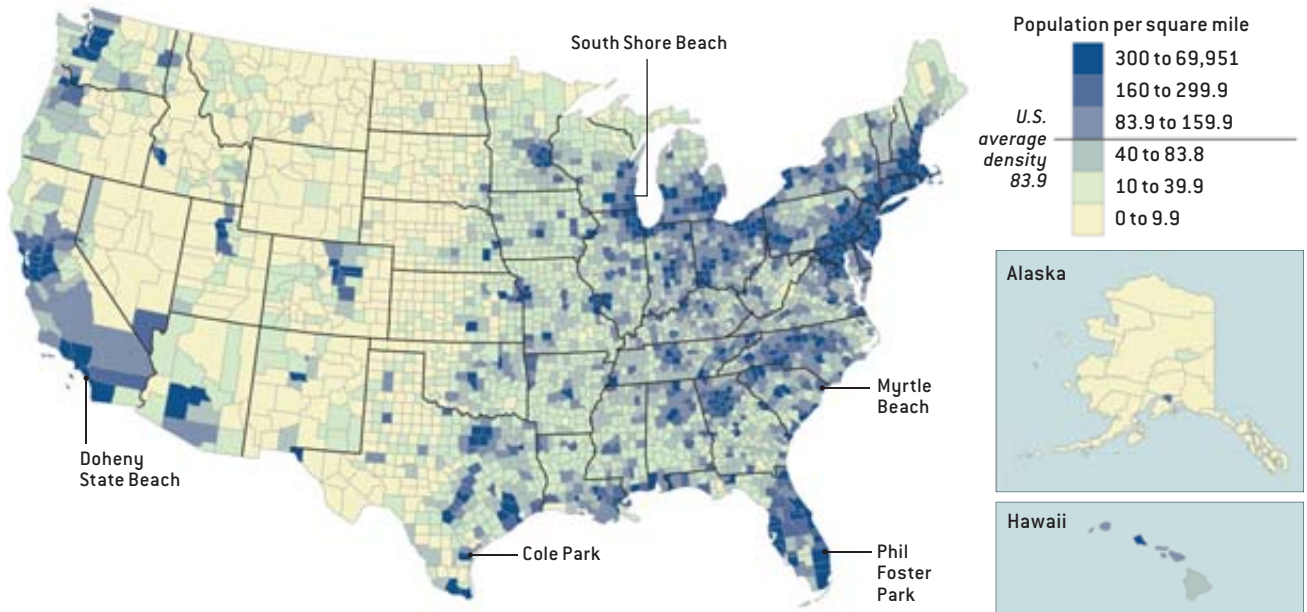 South Shore Beach
Population per square mile
300 to 69,951
160 to 299.9
83.9 to 159.9
U.S.
average
density
83.9
40 to 83.8
10 to 39.9
0 to 9.9
Alaska
Myrtle
Beach
Doheny
State Beach
Hawaii
Cole Park
Phil
Foster
Park